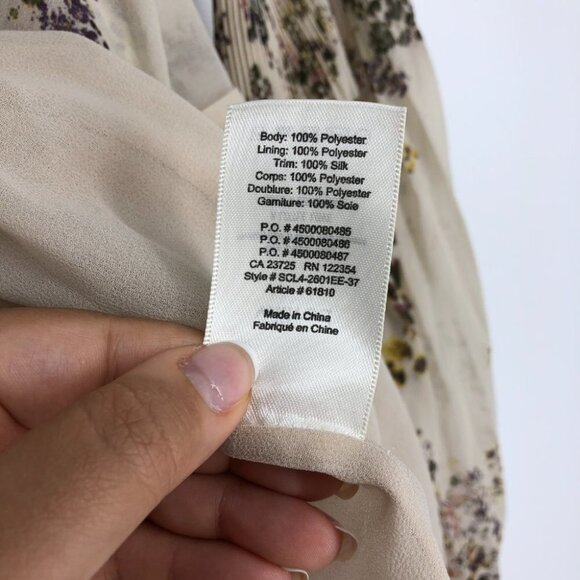 Body: 100% Polyester
Lining: 100% Polyester
Trim: 100% Silk
Corps: 100% Polyester
Doublure: 100% Polyester
Garniture: 100% Soie
P.O. # 4500080485
P.O. # 4500080486
P.O. # 4500080487
CA 23725 RN 122354
Style # SCL4-2601EE-37
Article # 61810
Made in China
Fabriqué en Chine